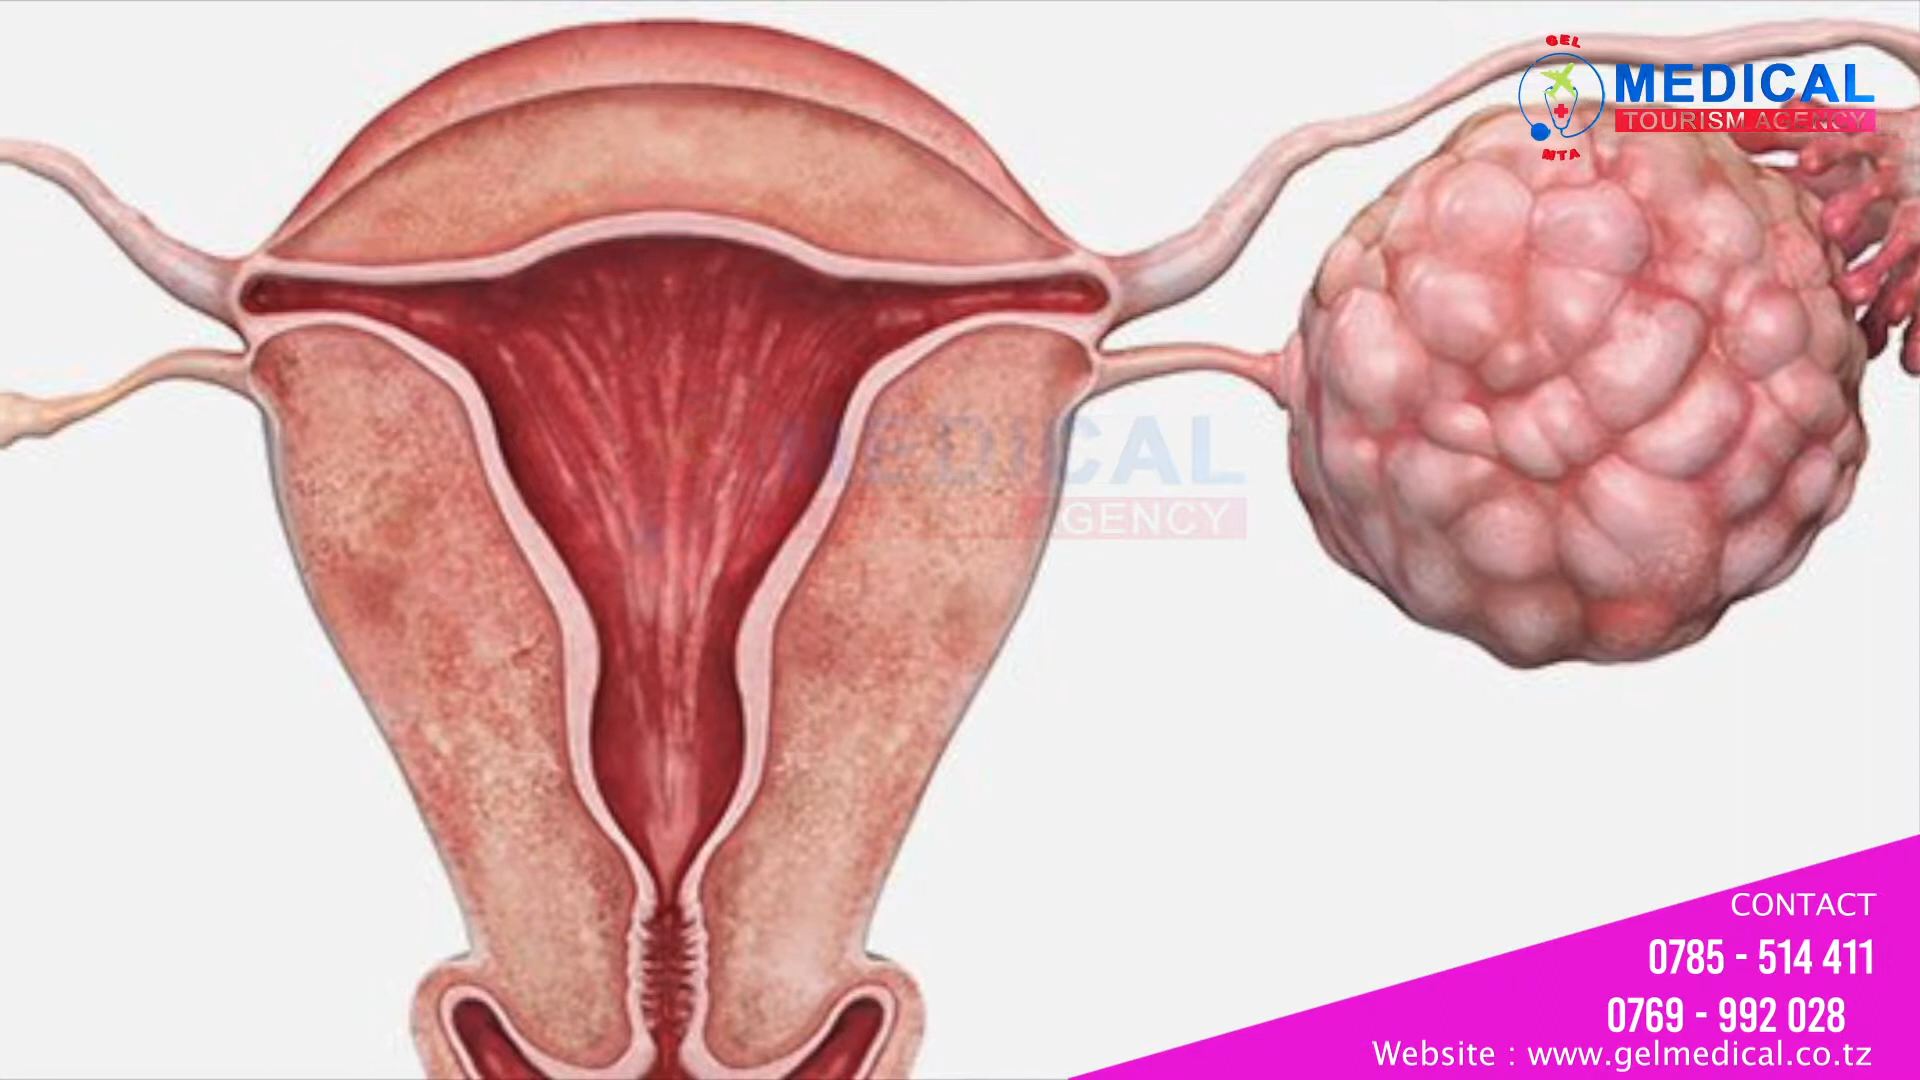 GEL
MEDICAL
TOURISM AGENCY
MTA
MEDICAL
TOURISM AGENCY
CONTACT
0785 - 514 411
0769 - 992 028
Website : www.gelmedical.co.tz